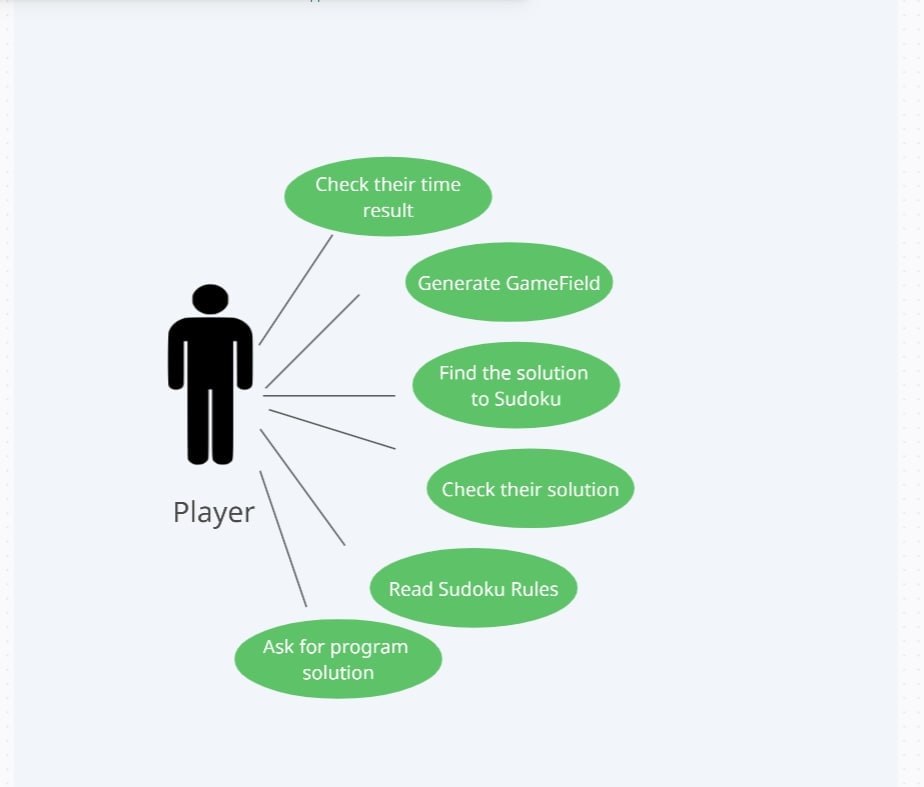 Check their time
result
Generate GameField
Find the solution
to Sudoku
Check their solution
Player
Read Sudoku Rules
Ask for program
solution